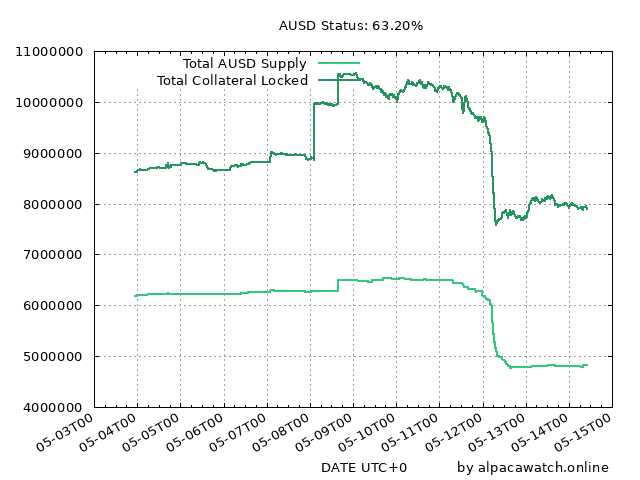 AUSD Status: 63.20%
Total AUSD Supply
Total Collateral Locked
11000000
10000000
9000000
8000000
7000000
6000000
5000000
4000000
05-03T00
05-04T00
05-05T00
05-06T00
05-07T00
05-08T00
05-09T00
05-10T00
05-11T00
05-12T00
05-13T00
05-14T00
05-15T00
DATE UTC+0
by alpacawatch.online